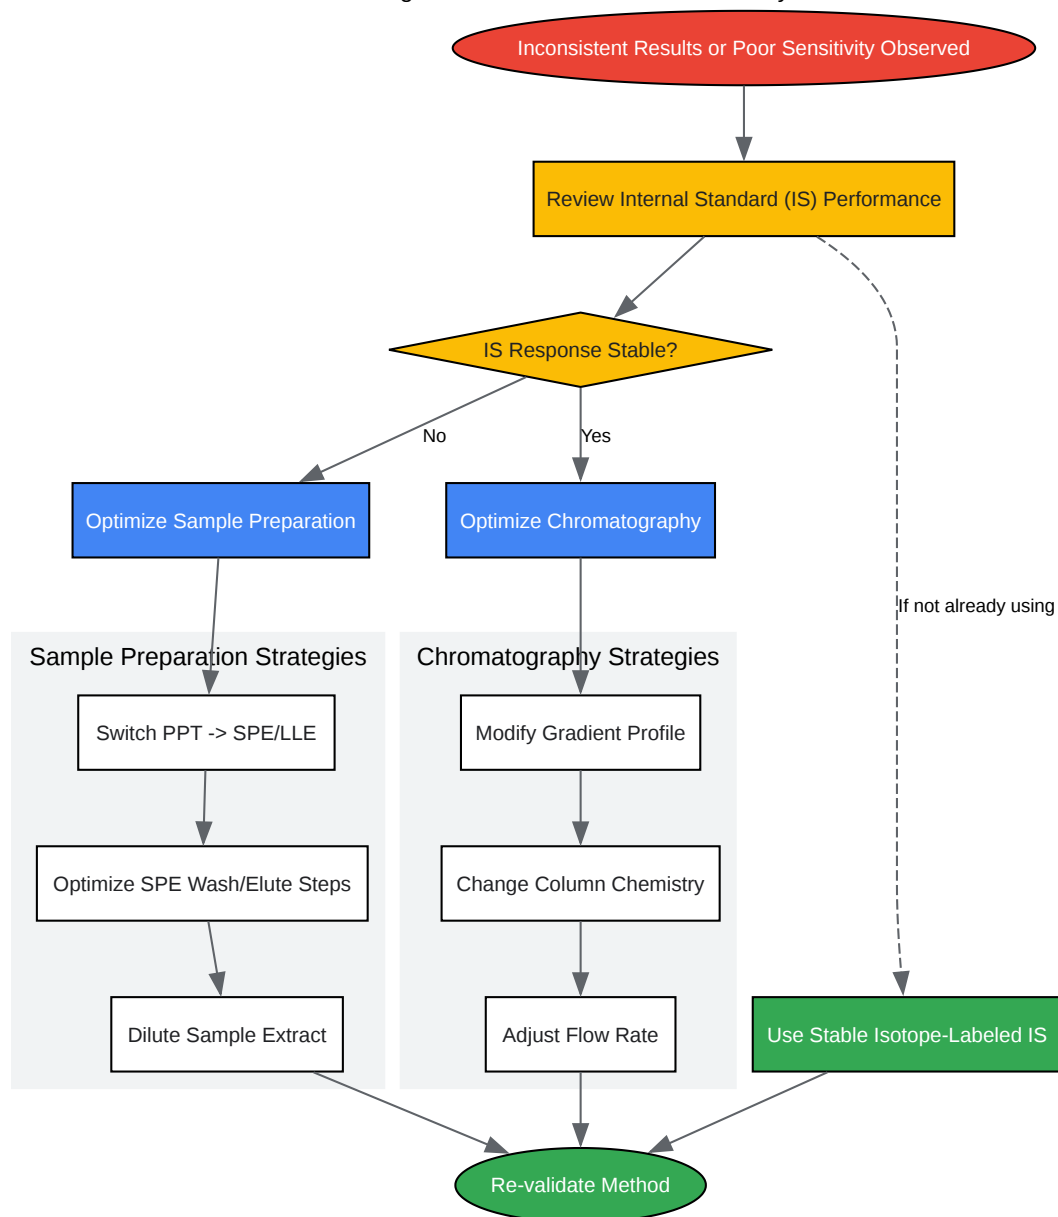 Inconsistent Results or Poor Sensitivity Observed
Review Internal Standard (IS) Performance
IS Response Stable?
No
Yes
Optimize Sample Preparation
Optimize Chromatography
If not already using
Sample Preparation Strategies
Chromatography Strategies
Switch PPT -> SPE/LLE
Modify Gradient Profile
Optimize SPE Wash/Elute Steps
Change Column Chemistry
Dilute Sample Extract
Adjust Flow Rate
Use Stable Isotope-Labeled IS
Re-validate Method